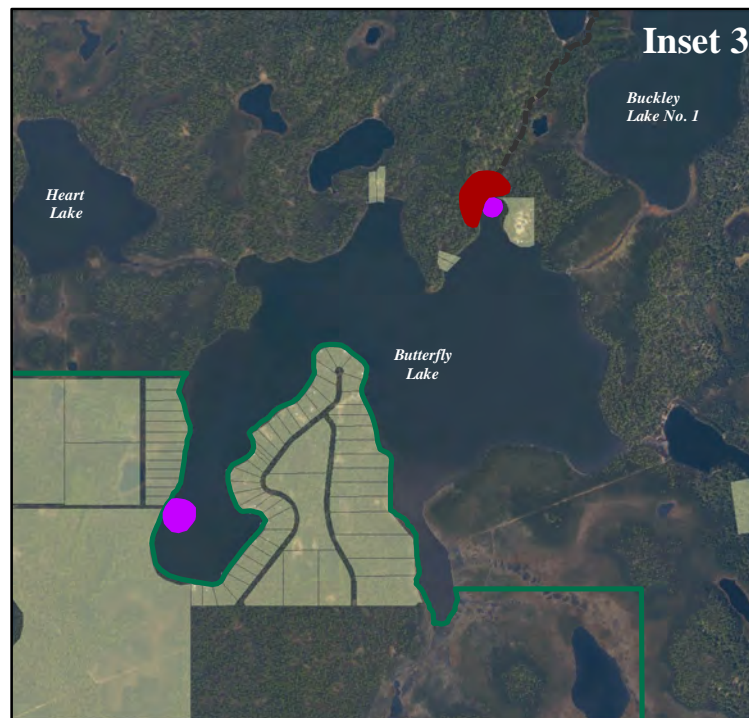 Inset 3
Buckley
Lake No. 1
Heart
Lake
Butterfly
Lake